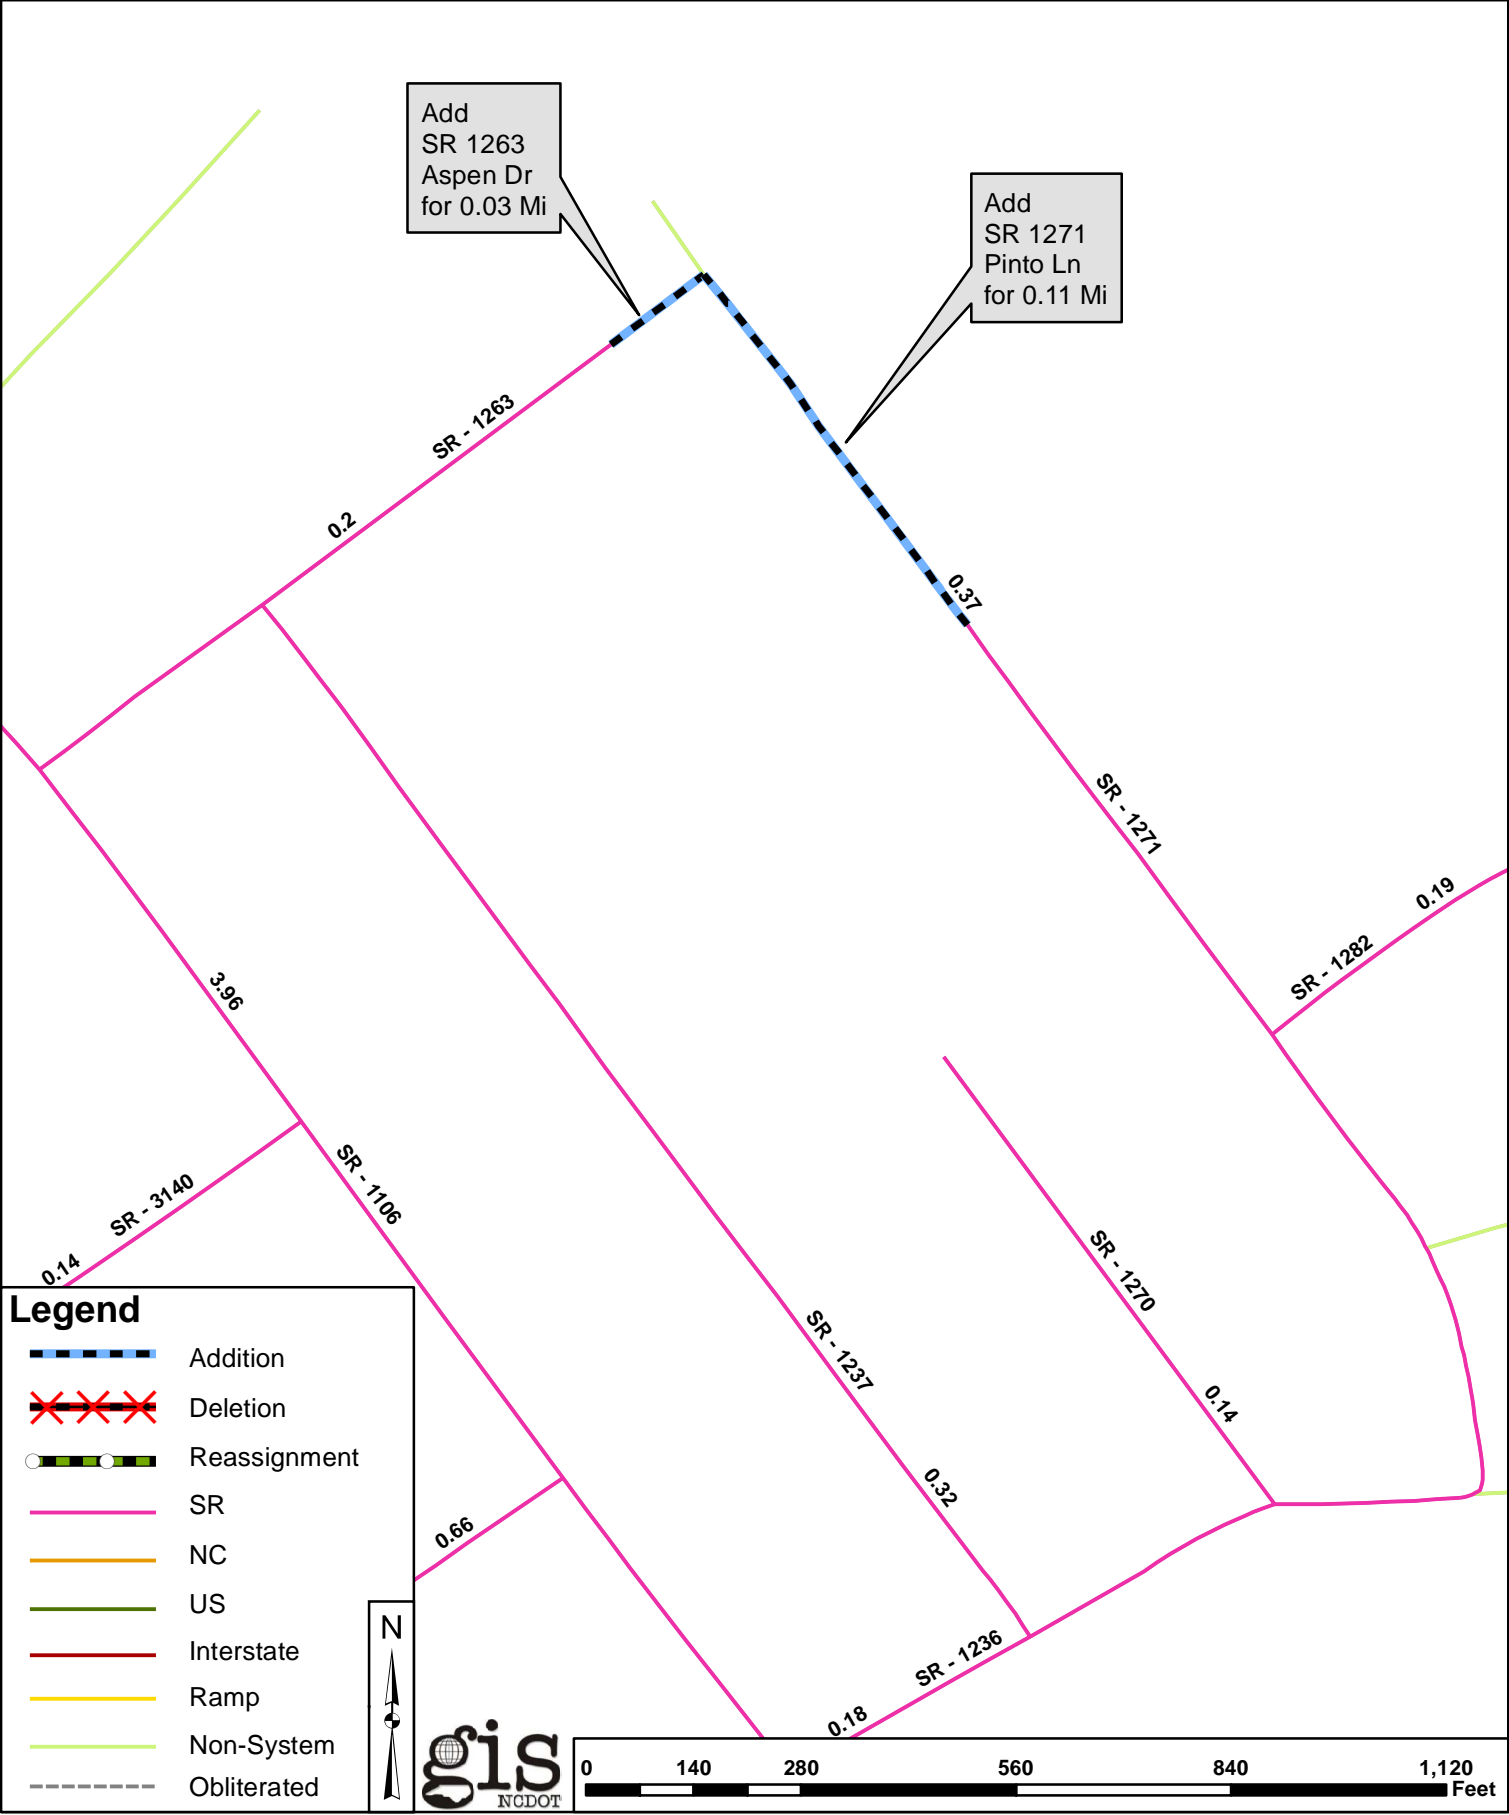 Add
SR 1263
Aspen Dr
for 0.03 Mi
Add
SR 1271
Pinto Ln
for 0.11 Mi
SR - 1263
0.2
0.37
SR - 1271
0.19
SR - 1282
3.96
SR - 1106
SR - 3140
0.14
SR - 1270
0.14
SR - 1237
0.32
0.66
SR - 1236
0.18
Legend
Addition
Deletion
Reassignment
SR
NC
US
Interstate
Ramp
Non-System
Obliterated
N
gis
NCDOT
0 140 280 560 840 1,120
Feet